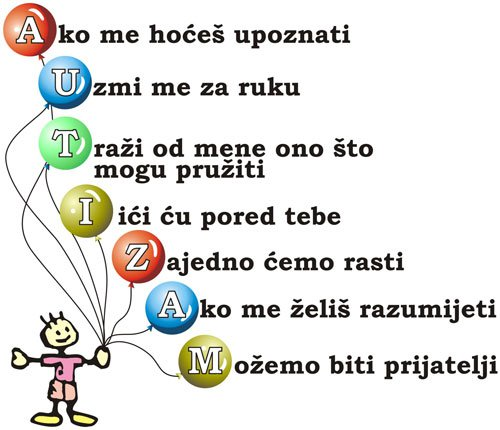 Ako me hoćeš upoznati
Uzmi me za ruku
Traži od mene ono što
mogu pružiti
Iići ću pored tebe
Zajedno ćemo rasti
Ako me želiš razumijeti
Možemo biti prijatelji